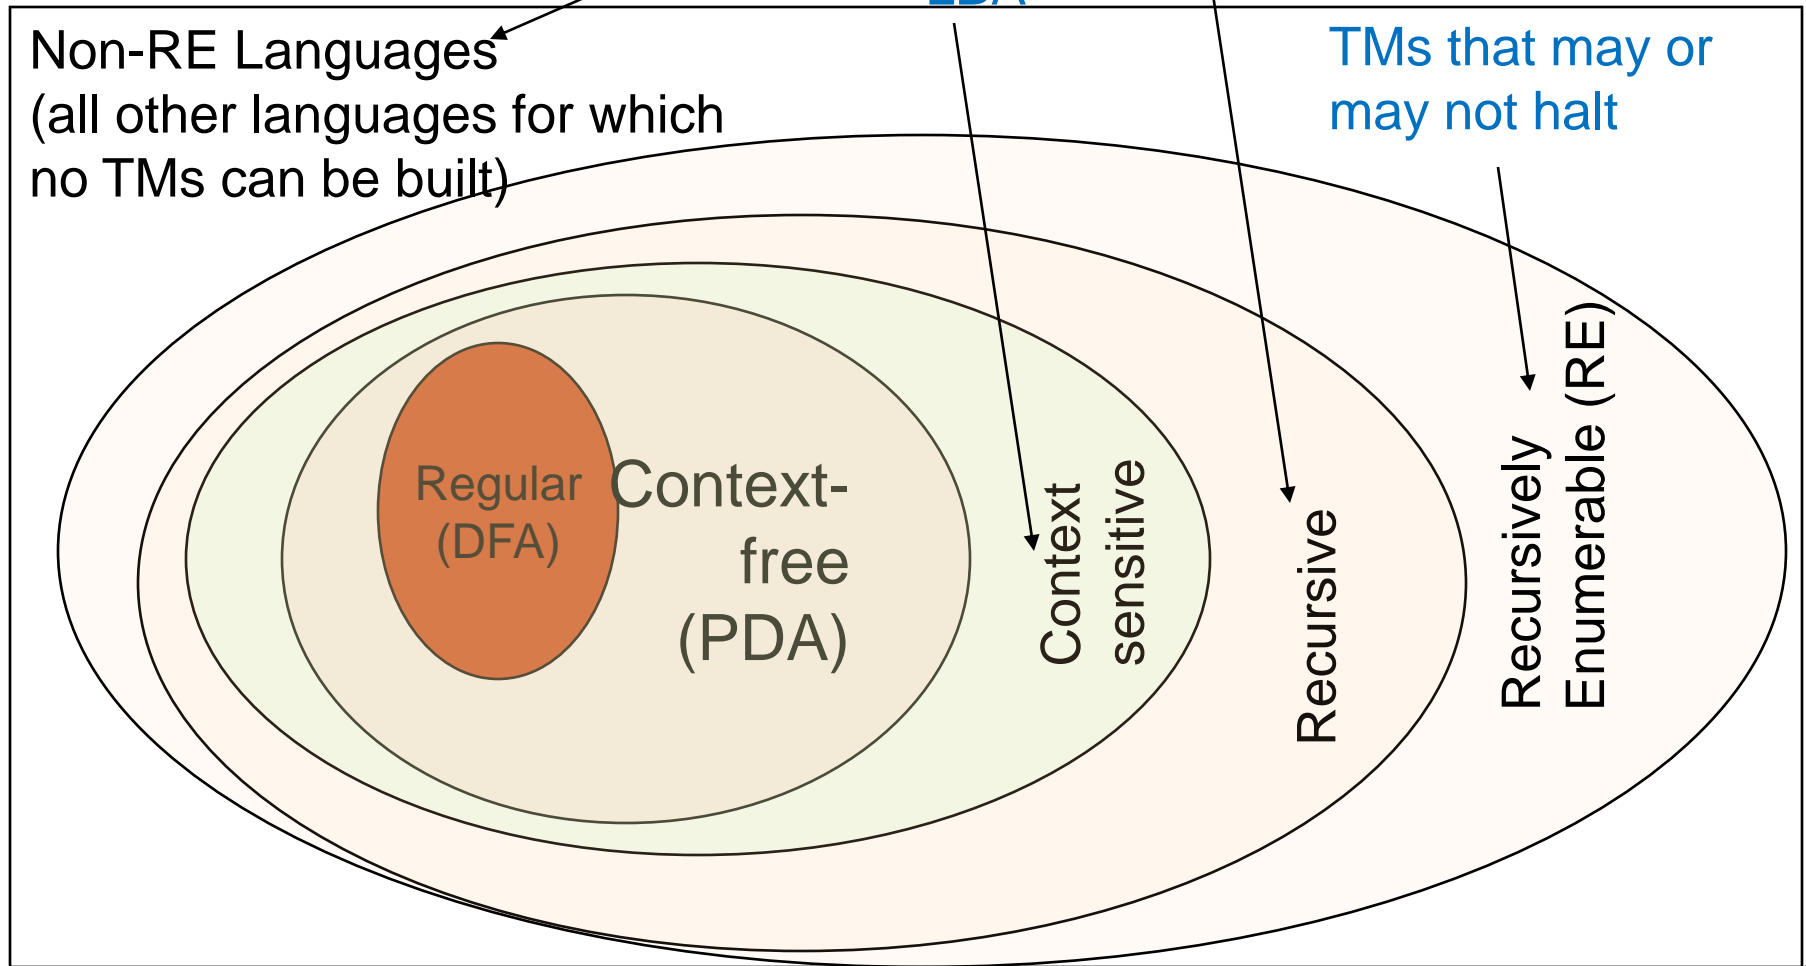 Non-RE Languages
(all other languages for which
no TMs can be built)
TMs that may or
may not halt
Regular
(DFA)
Context-
free
(PDA)
Context
sensitive
Recursive
Recursively
Enumerable (RE)